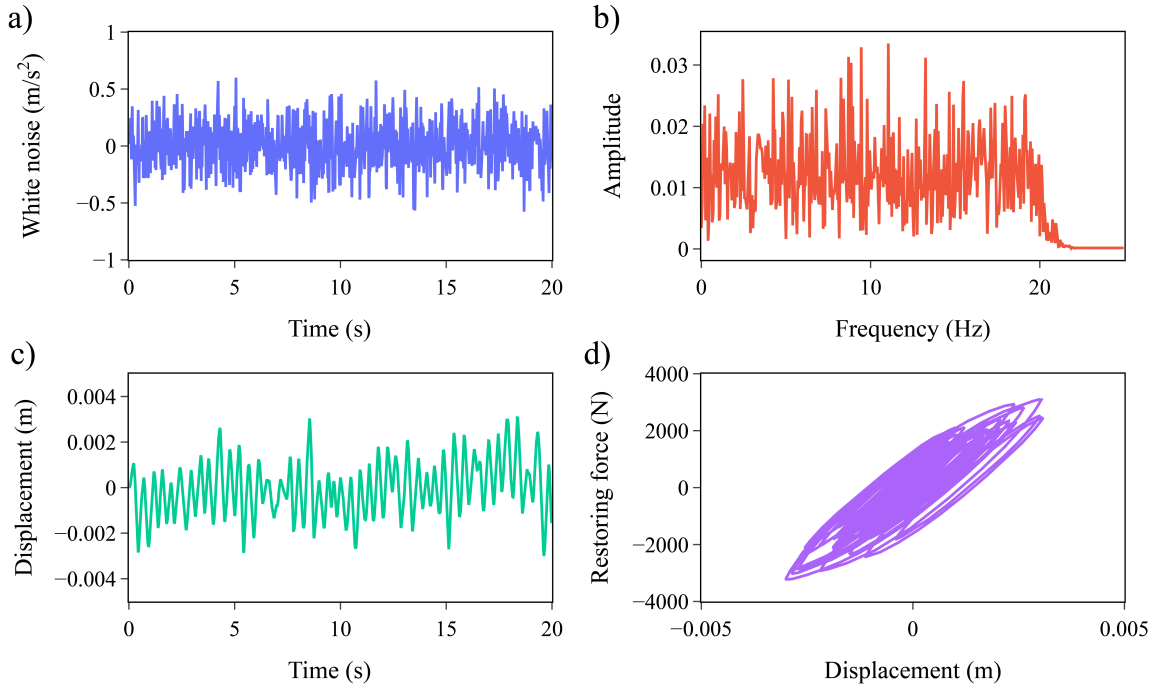 a)
White noise (m/s²)
1
0.5
0
−0.5
−1
0 5 10 15 20
Time (s)
b)
Amplitude
0.03
0.02
0.01
0
0 10 20
Frequency (Hz)
c)
Displacement (m)
0.004
0.002
0
−0.002
−0.004
0 5 10 15 20
Time (s)
d)
Restoring force (N)
4000
2000
0
−2000
−4000
−0.005 0 0.005
Displacement (m)